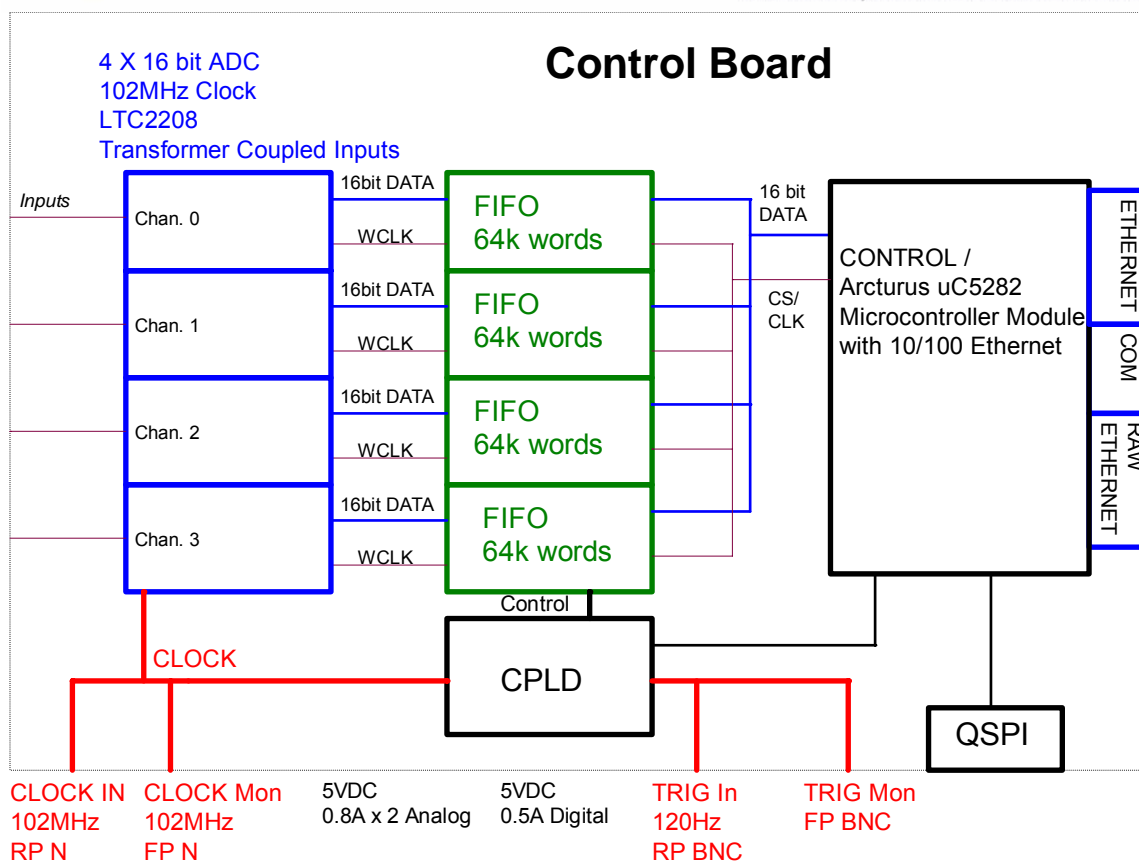 Control Board
4 X 16 bit ADC
102MHz Clock
LTC2208
Transformer Coupled Inputs
Inputs
Chan. 0
Chan. 1
Chan. 2
Chan. 3
16bit DATA
WCLK
16bit DATA
WCLK
16bit DATA
WCLK
16bit DATA
WCLK
FIFO
64k words
FIFO
64k words
FIFO
64k words
FIFO
64k words
16 bit
DATA
CS/
CLK
CONTROL /
Arcturus uC5282
Microcontroller Module
with 10/100 Ethernet
ETHERNET
COM
RAW
ETHERNET
Control
CLOCK
CPLD
QSPI
CLOCK IN
102MHz
RP N
CLOCK Mon
102MHz
FP N
5VDC
0.8A x 2 Analog
5VDC
0.5A Digital
TRIG In
120Hz
RP BNC
TRIG Mon
FP BNC